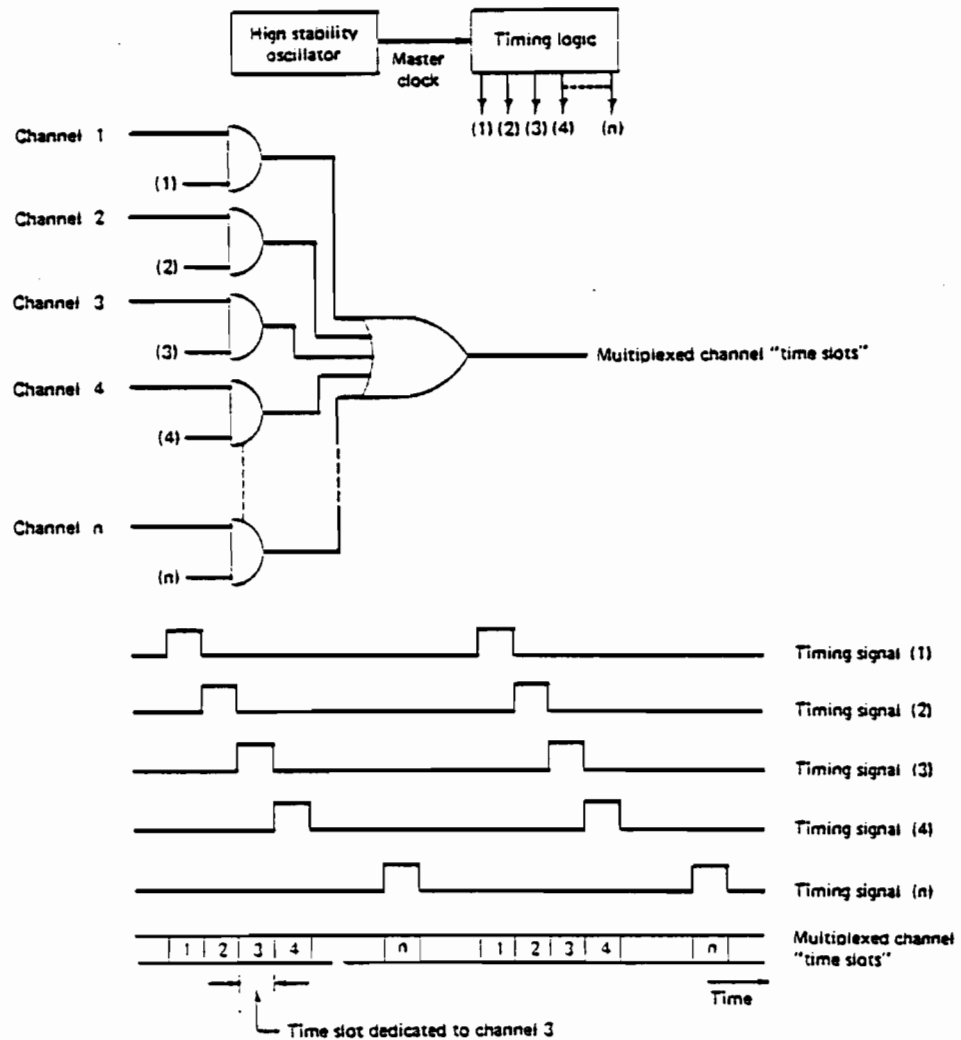 Hign stability
oscillator
Master
clock
Timing logic
(1) (2) (3) (4) (n)
Channel 1
(1)
Channel 2
(2)
Channel 3
(3)
Channel 4
(4)
Channel n
(n)
Multiplexed channel "time slots"
Timing signal (1)
Timing signal (2)
Timing signal (3)
Timing signal (4)
Timing signal (n)
1 2 3 4 n 1 2 3 4 n
Multiplexed channel
"time slots"
Time
Time slot dedicated to channel 3